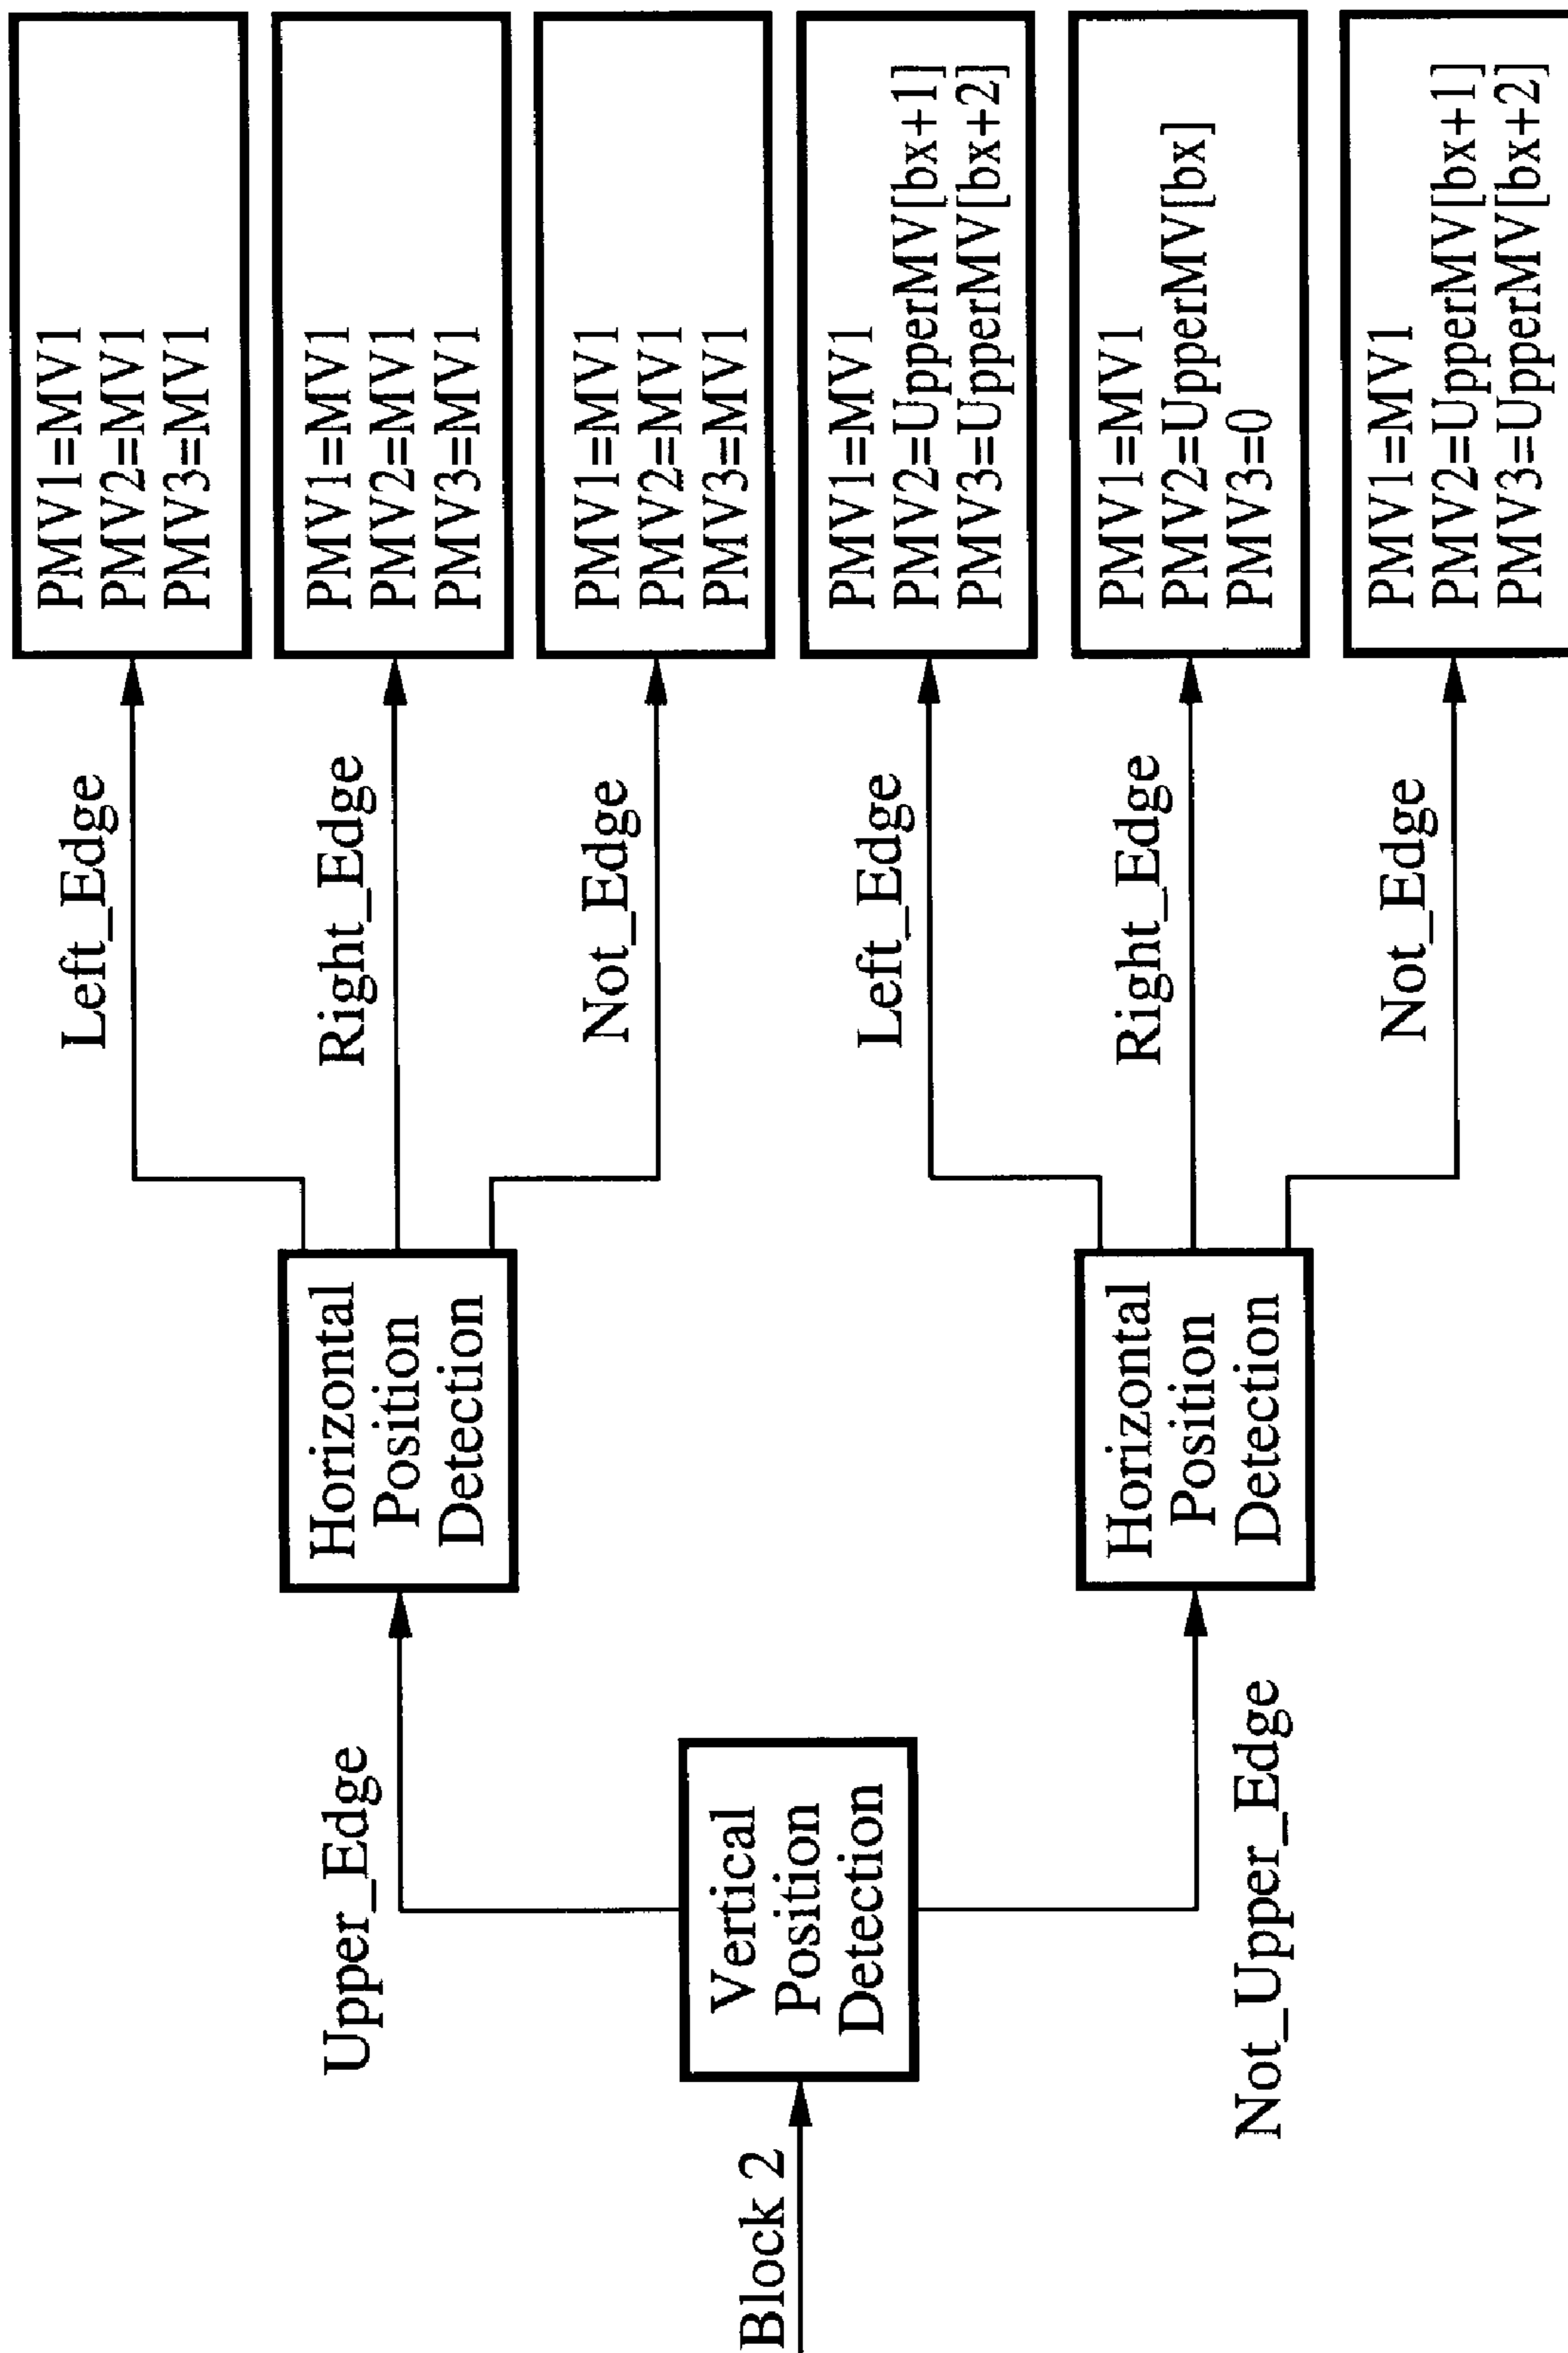 Block 2
Vertical
Position
Detection
Upper_Edge
Not_Upper_Edge
Horizontal
Position
Detection
Left_Edge
Right_Edge
Not_Edge
PMV1=MV1
PMV2=MV1
PMV3=MV1
PMV1=MV1
PMV2=MV1
PMV3=MV1
PMV1=MV1
PMV2=MV1
PMV3=MV1
Horizontal
Position
Detection
Left_Edge
Right_Edge
Not_Edge
PMV1=MV1
PMV2=UpperMV[bx+1]
PMV3=UpperMV[bx+2]
PMV1=MV1
PMV2=UpperMV[bx]
PMV3=0
PMV1=MV1
PMV2=UpperMV[bx+1]
PMV3=UpperMV[bx+2]